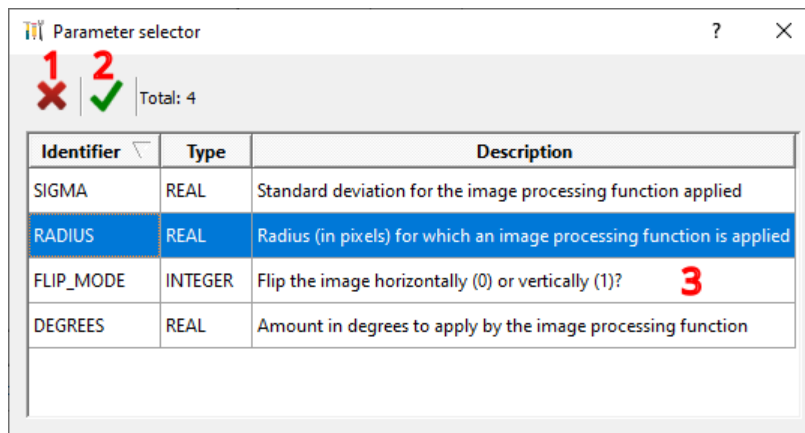 Parameter selector ?
1 2
Total: 4
Identifier Type Description
SIGMA REAL Standard deviation for the image processing function applied
RADIUS REAL Radius (in pixels) for which an image processing function is applied
FLIP_MODE INTEGER Flip the image horizontally (0) or vertically (1)? 3
DEGREES REAL Amount in degrees to apply by the image processing function